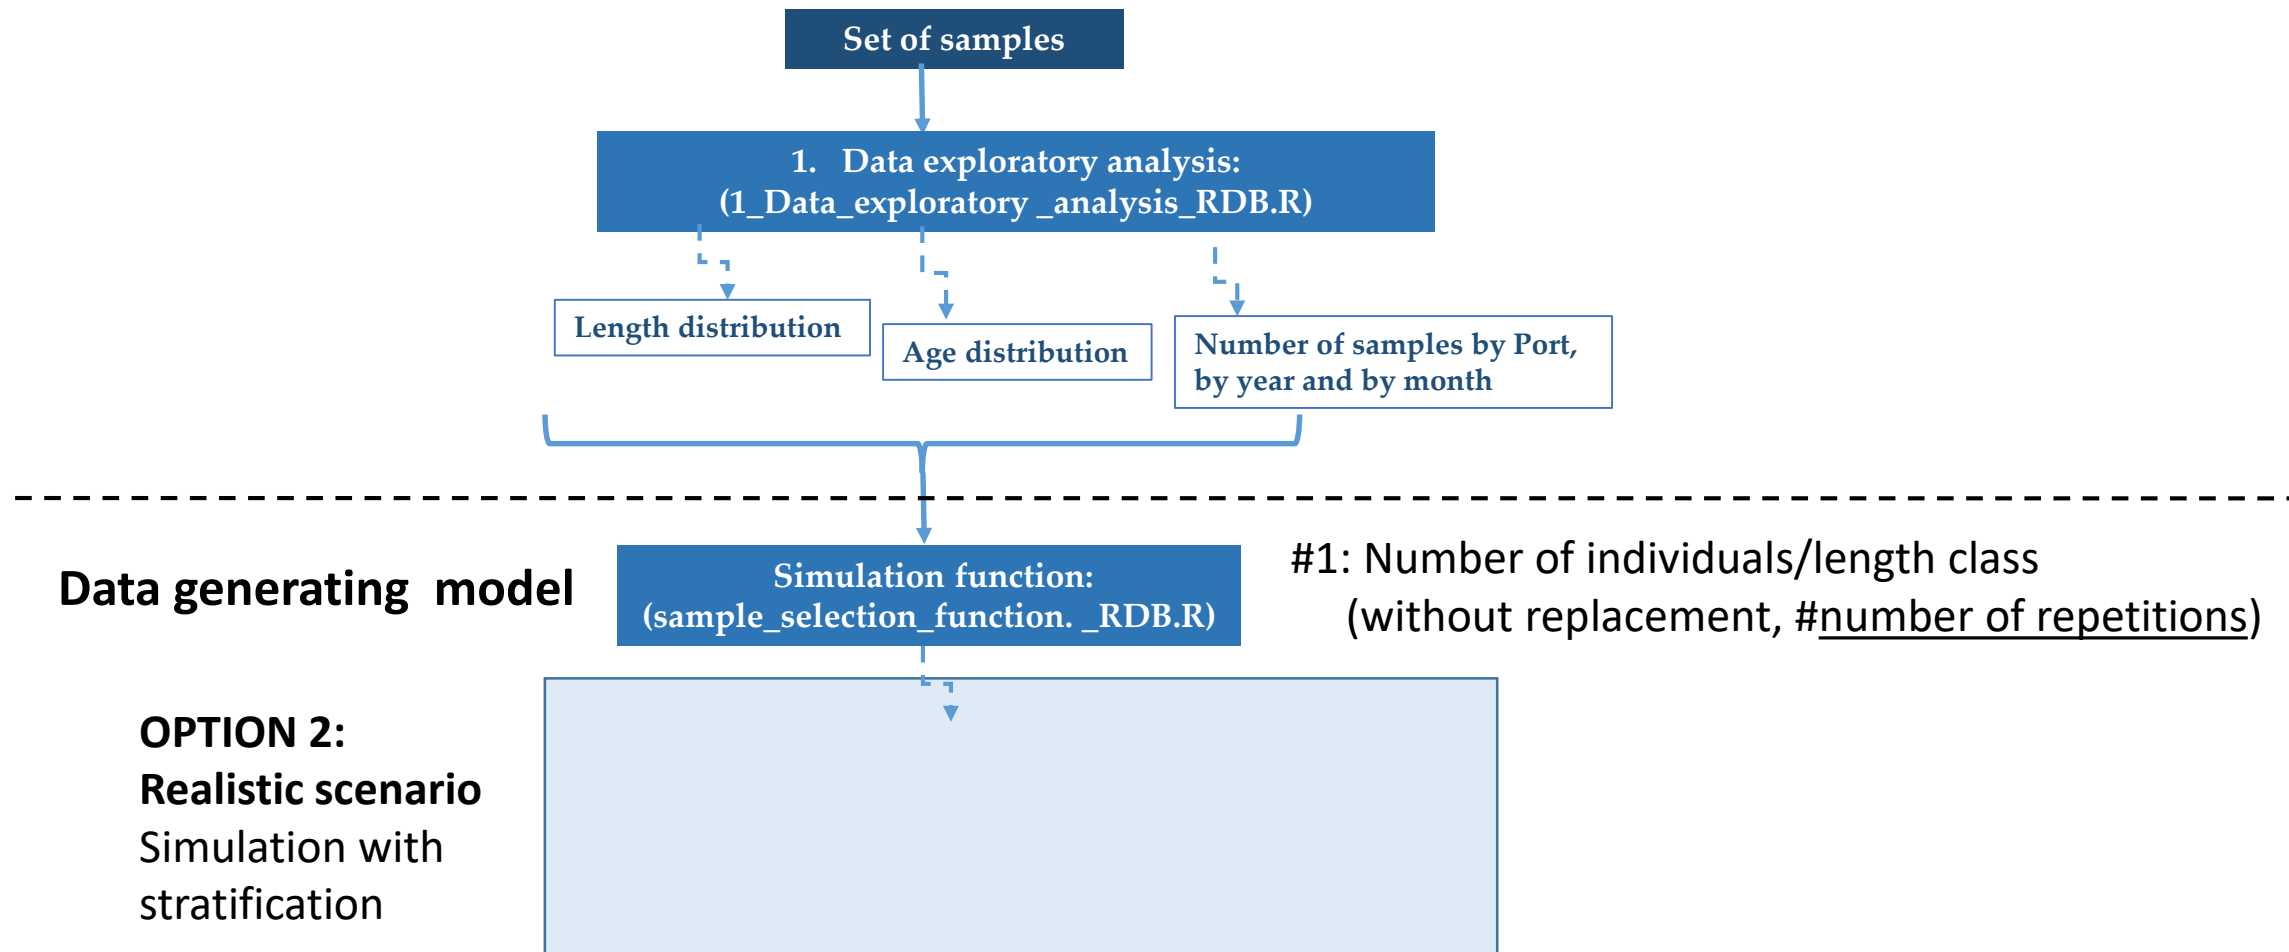 Set of samples
1. Data exploratory analysis:
(1_Data_exploratory _analysis_RDB.R)
Length distribution
Age distribution
Number of samples by Port,
by year and by month
Data generating model
Simulation function:
(sample_selection_function. _RDB.R)
#1: Number of individuals/length class
(without replacement, #number of repetitions)
OPTION 2:
Realistic scenario
Simulation with
stratification